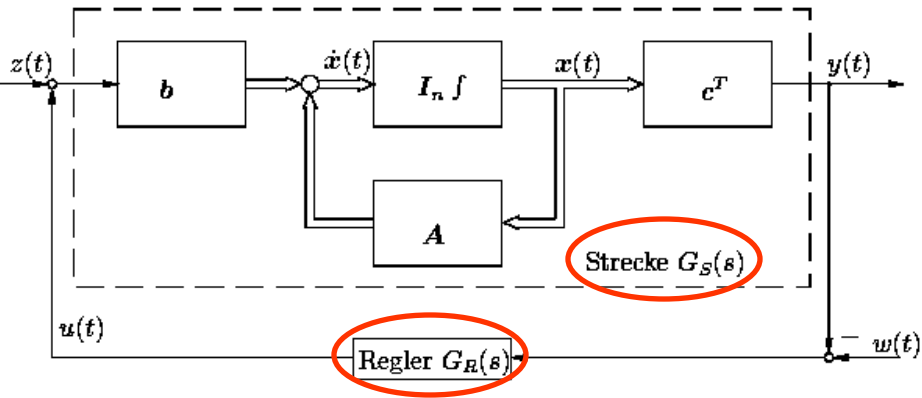 z(t)
b
ẋ(t)
Iₙ ∫
x(t)
cᵀ
y(t)
A
Strecke G_S(s)
u(t)
Regler G_R(s)
− w(t)